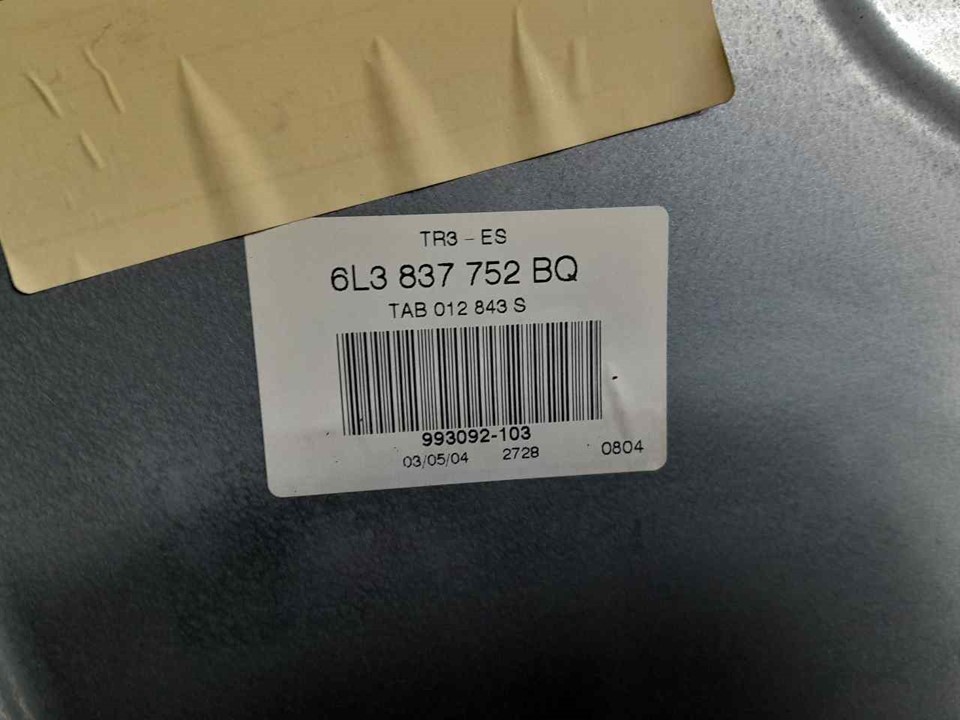 TR3 - ES
6L3 837 752 BQ
TAB 012 843 S
993092-103
03/05/04 2728 0804